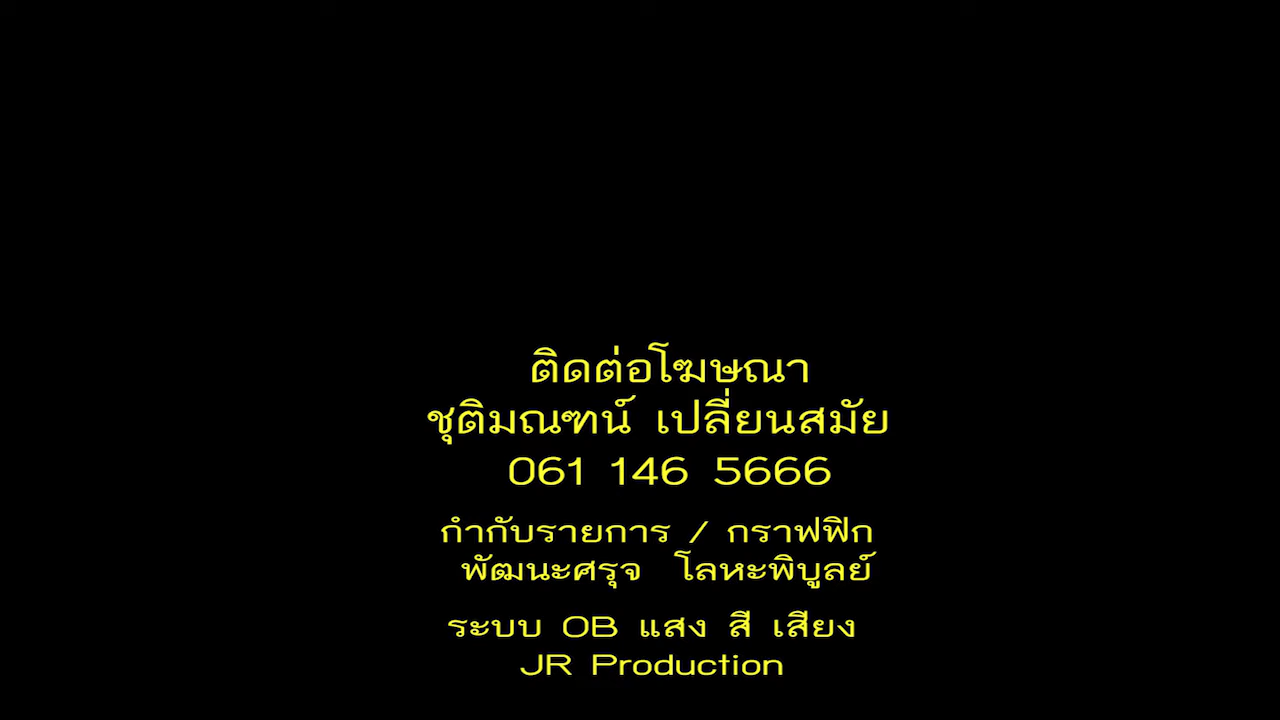 ติดต่อโฆษณา
ชุติมณฑน์ เปลี่ยนสมัย
061 146 5666
กำกับรายการ / กราฟฟิก
พัฒนะศรุจ โลหะพิบูลย์
ระบบ OB แสง สี เสียง
JR Production